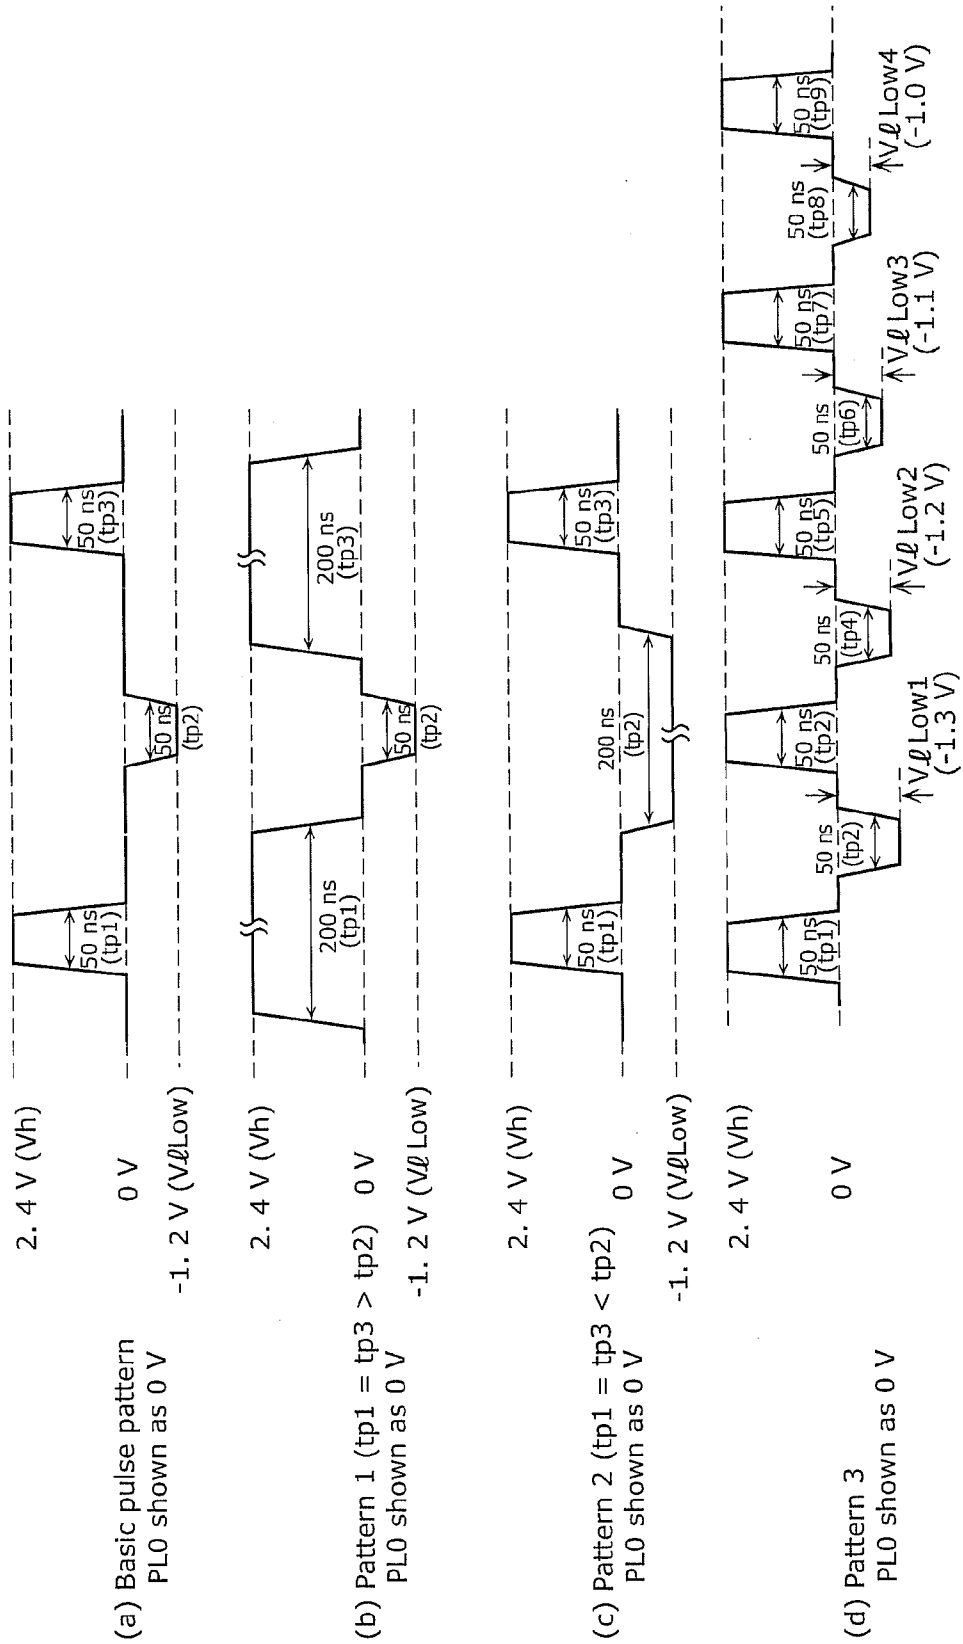 (a) Basic pulse pattern
PL0 shown as 0 V
2. 4 V (Vh)
0 V
-1. 2 V (VℓLow)
50 ns
(tp1)
50 ns
(tp2)
50 ns
(tp3)
(b) Pattern 1 (tp1 = tp3 > tp2)
PL0 shown as 0 V
2. 4 V (Vh)
0 V
-1. 2 V (VℓLow)
200 ns
(tp1)
50 ns
(tp2)
200 ns
(tp3)
(c) Pattern 2 (tp1 = tp3 < tp2)
PL0 shown as 0 V
2. 4 V (Vh)
0 V
-1. 2 V (VℓLow)
50 ns
(tp1)
200 ns
(tp2)
50 ns
(tp3)
(d) Pattern 3
PL0 shown as 0 V
2. 4 V (Vh)
0 V
50 ns
(tp1)
50 ns
(tp2)
VℓLow1
(-1.3 V)
50 ns
(tp2)
50 ns
(tp4)
VℓLow2
(-1.2 V)
50 ns
(tp5)
50 ns
(tp6)
VℓLow3
(-1.1 V)
50 ns
(tp7)
50 ns
(tp8)
VℓLow4
(-1.0 V)
50 ns
(tp9)